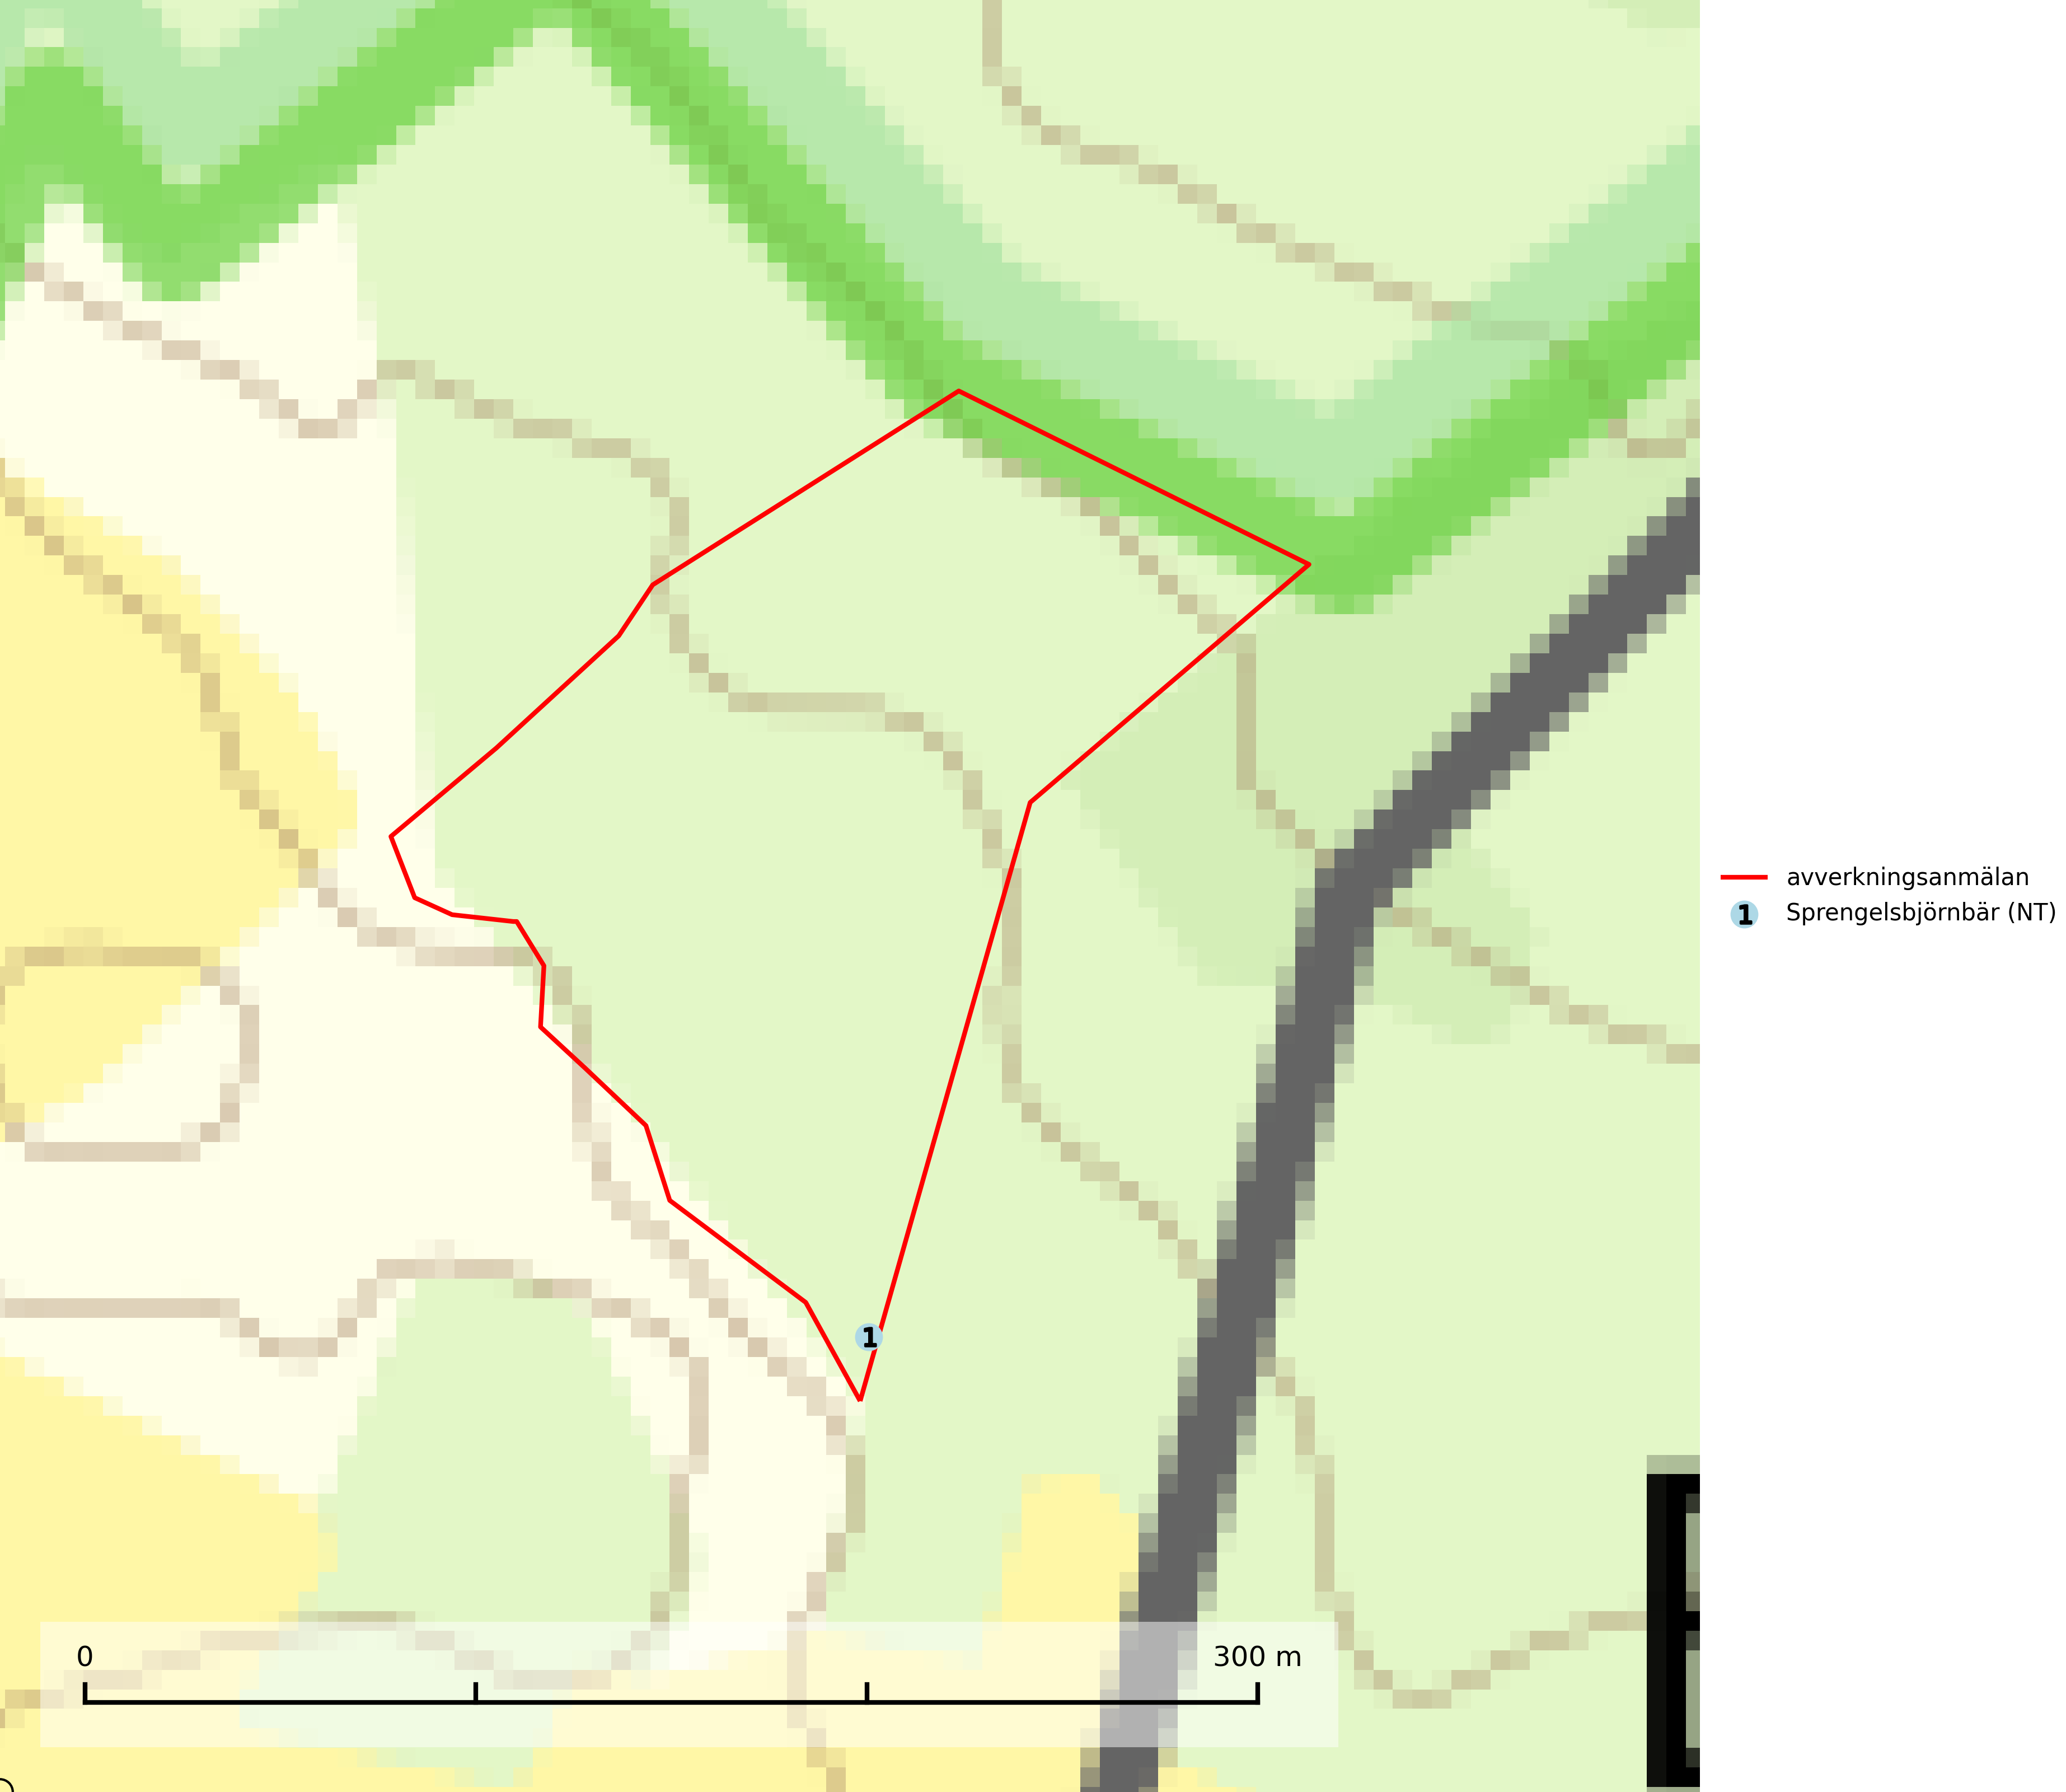 avverkningsanmälan
1 Sprengelsbjörnbär (NT)
1
0 300 m